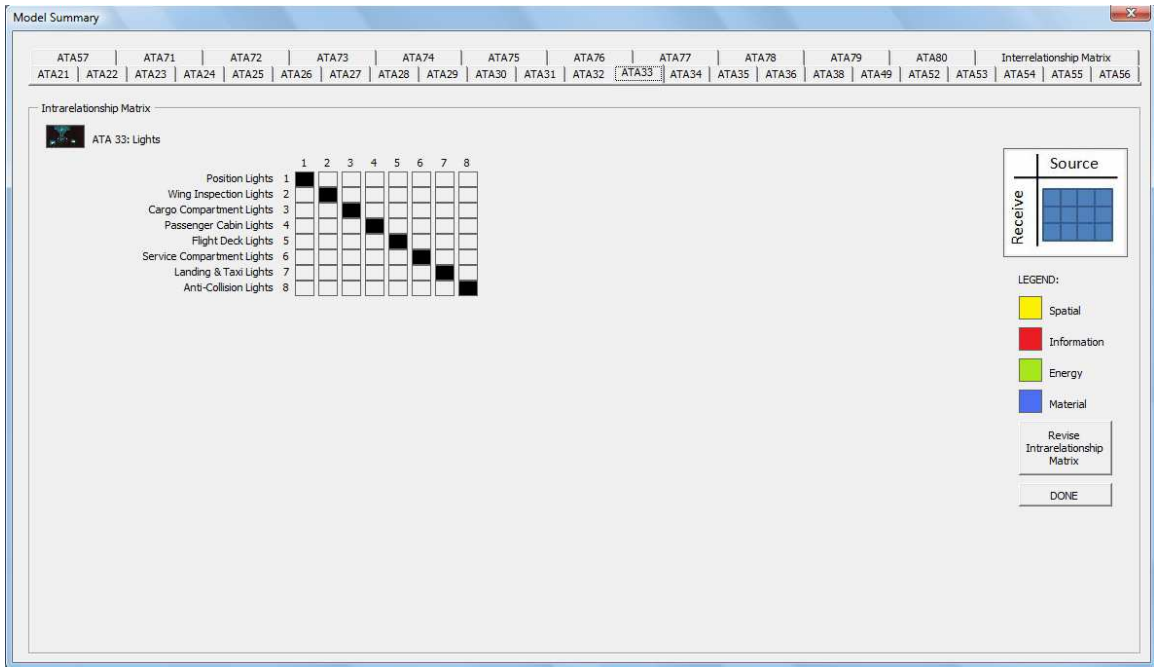 Model Summary
ATA57 ATA71 ATA72 ATA73 ATA74 ATA75 ATA76 ATA77 ATA78 ATA79 ATA80 Interrelationship Matrix
ATA21 ATA22 ATA23 ATA24 ATA25 ATA26 ATA27 ATA28 ATA29 ATA30 ATA31 ATA32 ATA33 ATA34 ATA35 ATA36 ATA38 ATA49 ATA52 ATA53 ATA54 ATA55 ATA56
Intrarelationship Matrix
ATA 33: Lights
1 2 3 4 5 6 7 8
Position Lights 1
Wing Inspection Lights 2
Cargo Compartment Lights 3
Passenger Cabin Lights 4
Flight Deck Lights 5
Service Compartment Lights 6
Landing & Taxi Lights 7
Anti-Collision Lights 8
Source
Receive
LEGEND:
Spatial
Information
Energy
Material
Revise
Intrarelationship
Matrix
DONE